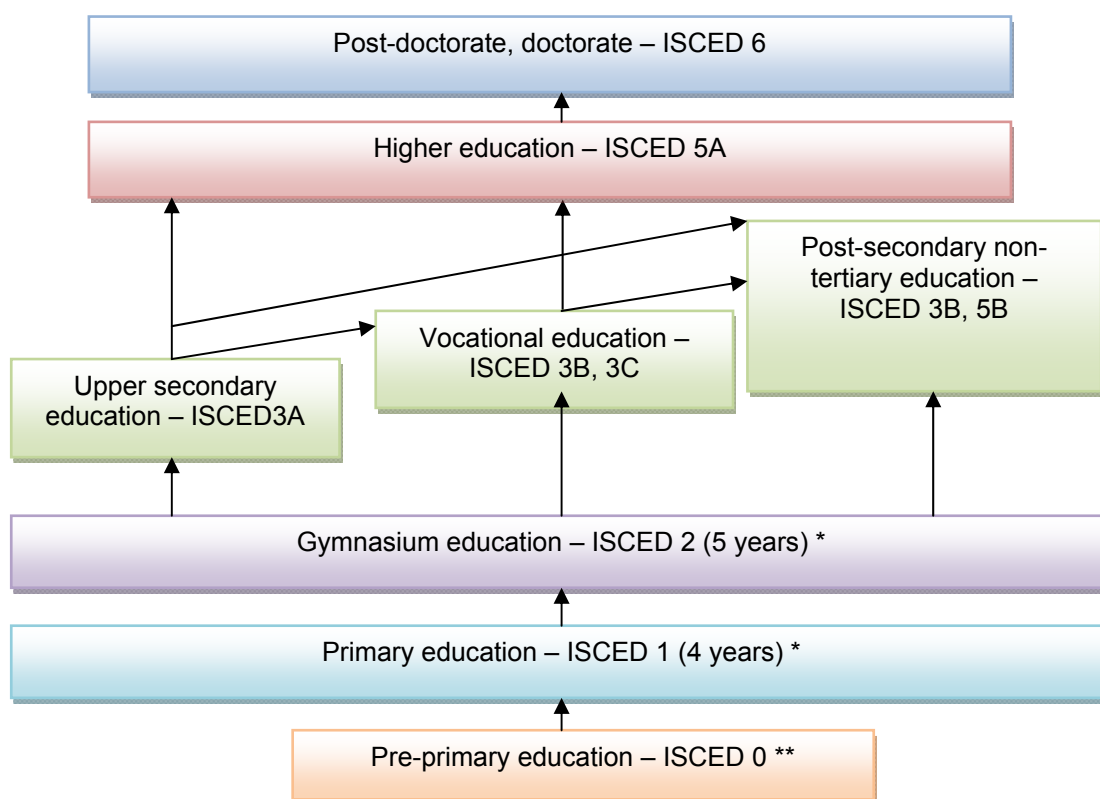 Post-doctorate, doctorate – ISCED 6
Higher education – ISCED 5A
Post-secondary non-
tertiary education –
ISCED 3B, 5B
Vocational education –
ISCED 3B, 3C
Upper secondary
education – ISCED3A
Gymnasium education – ISCED 2 (5 years) *
Primary education – ISCED 1 (4 years) *
Pre-primary education – ISCED 0 **